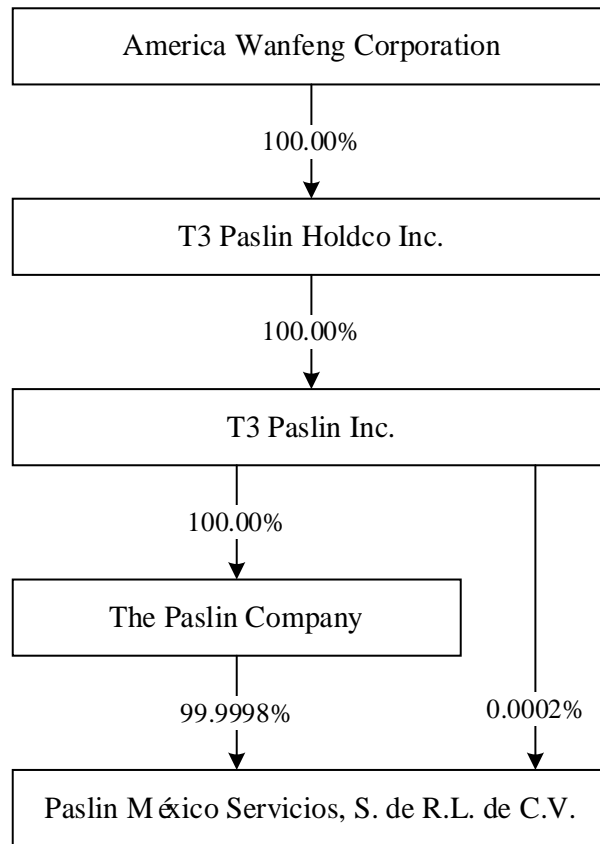 America Wanfeng Corporation
100.00%
T3 Paslin Holdco Inc.
100.00%
T3 Paslin Inc.
100.00%
The Paslin Company
99.9998%
0.0002%
Paslin México Servicios, S. de R.L. de C.V.